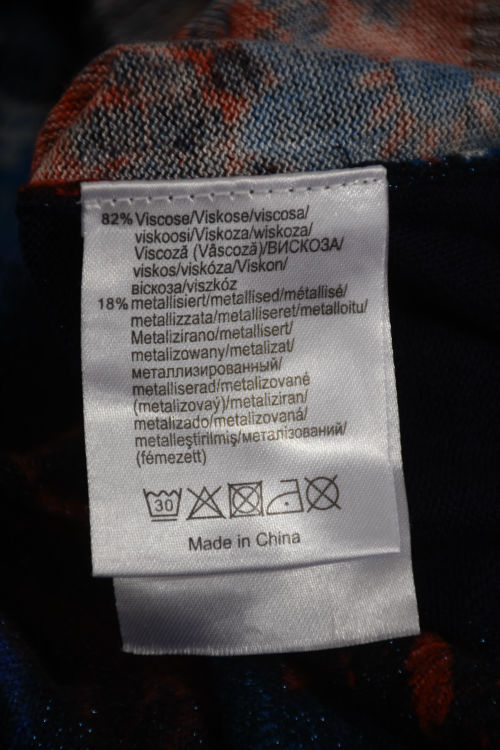 82% Viscose/Viskose/viscosa/
viskoosi/Viskoza/wiskoza/
Viscoză (Vâscoză)/ВИСКОЗА/
viskos/viskóza/Viskon/
віскоза/viszkóz
18% metallisiert/metallised/métallisé/
metallizzata/metalliseret/metalloitu/
Metalizirano/metallisert/
metalizowany/metalizat/
металлизированный/
metalliserad/metalizované
(metalizovaý)/metaliziran/
metalizado/metalizovaná/
metalleştirilmiş/металізований/
(fémezett)
30
Made in China